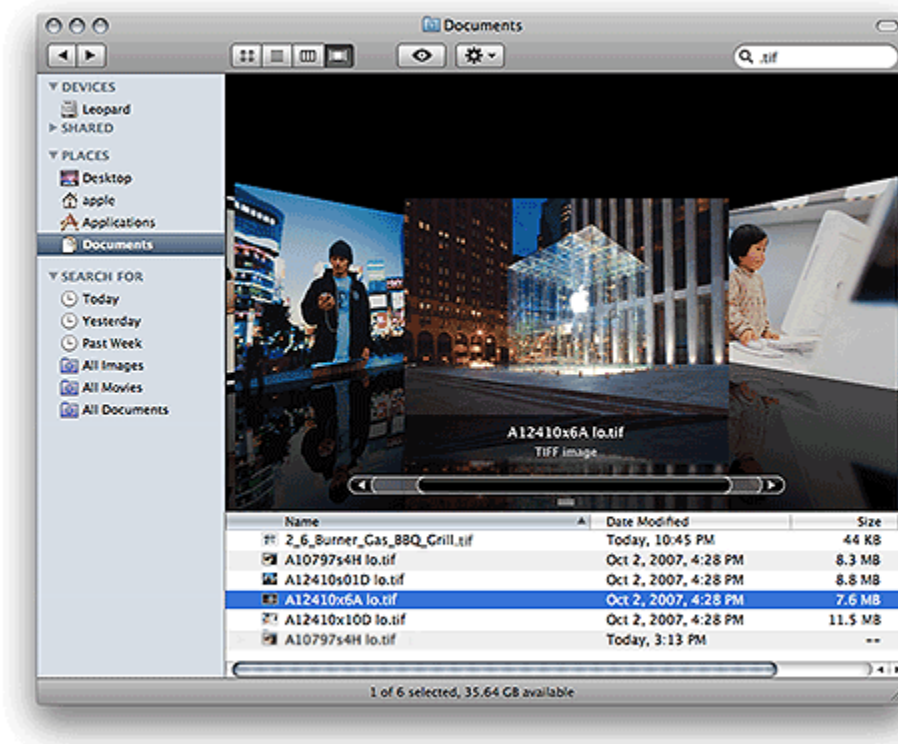 Documents
.tif
DEVICES
Leopard
SHARED
PLACES
Desktop
apple
Applications
Documents
SEARCH FOR
Today
Yesterday
Past Week
All Images
All Movies
All Documents
A12410x6A lo.tif
TIFF image
Name Date Modified Size
2_6_Burner_Gas_BBQ_Grill.tif Today, 10:45 PM 44 KB
A10797s4H lo.tif Oct 2, 2007, 4:28 PM 8.3 MB
A12410s01D lo.tif Oct 2, 2007, 4:28 PM 8.8 MB
A12410x6A lo.tif Oct 2, 2007, 4:28 PM 7.6 MB
A12410x10D lo.tif Oct 2, 2007, 4:28 PM 11.5 MB
A10797s4H lo.tif Today, 3:13 PM --
1 of 6 selected, 35.64 GB available